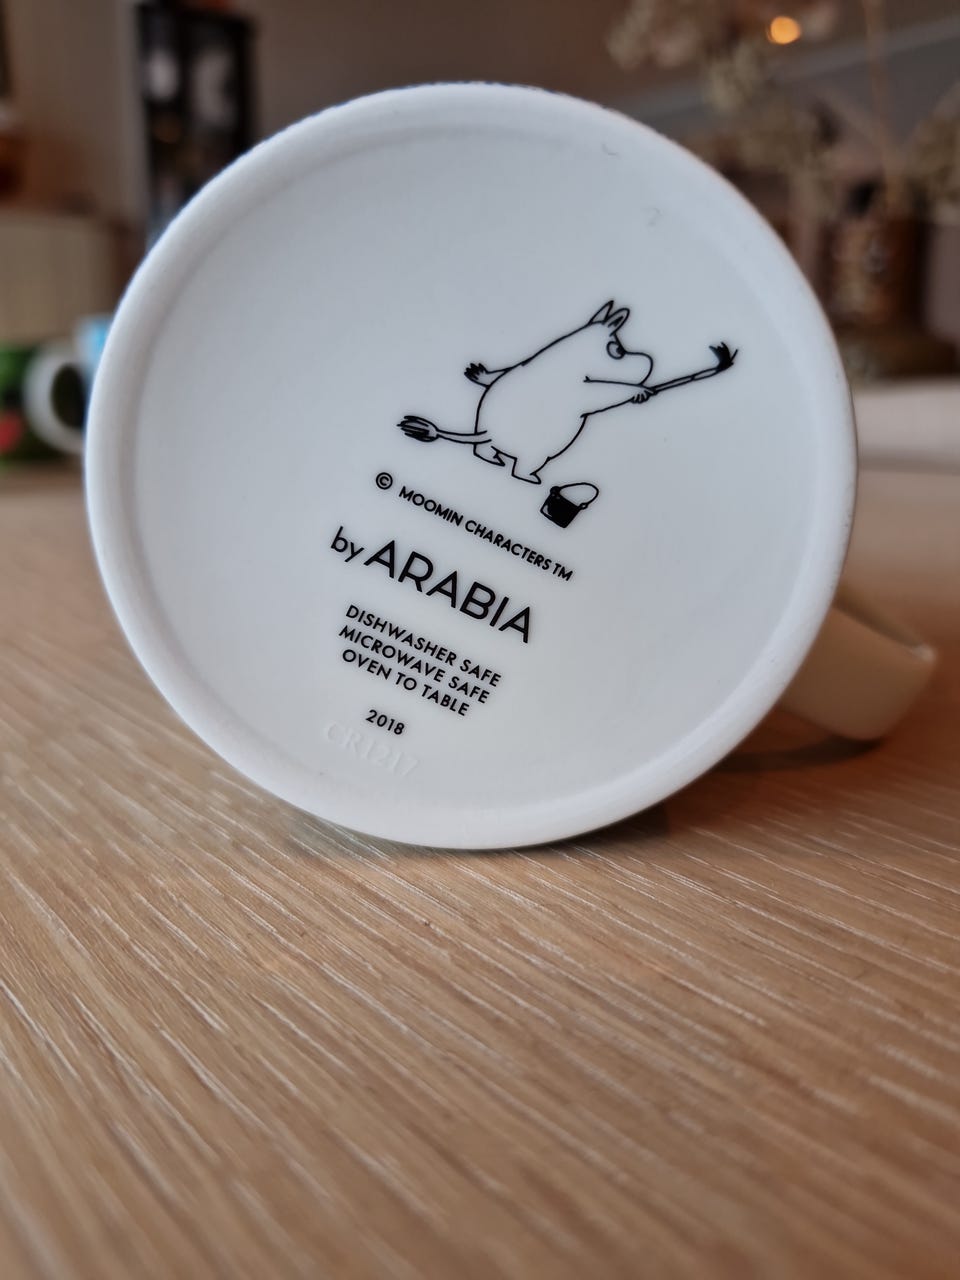 © MOOMIN CHARACTERS TM
by ARABIA
DISHWASHER SAFE
MICROWAVE SAFE
OVEN TO TABLE
2018
CR1217